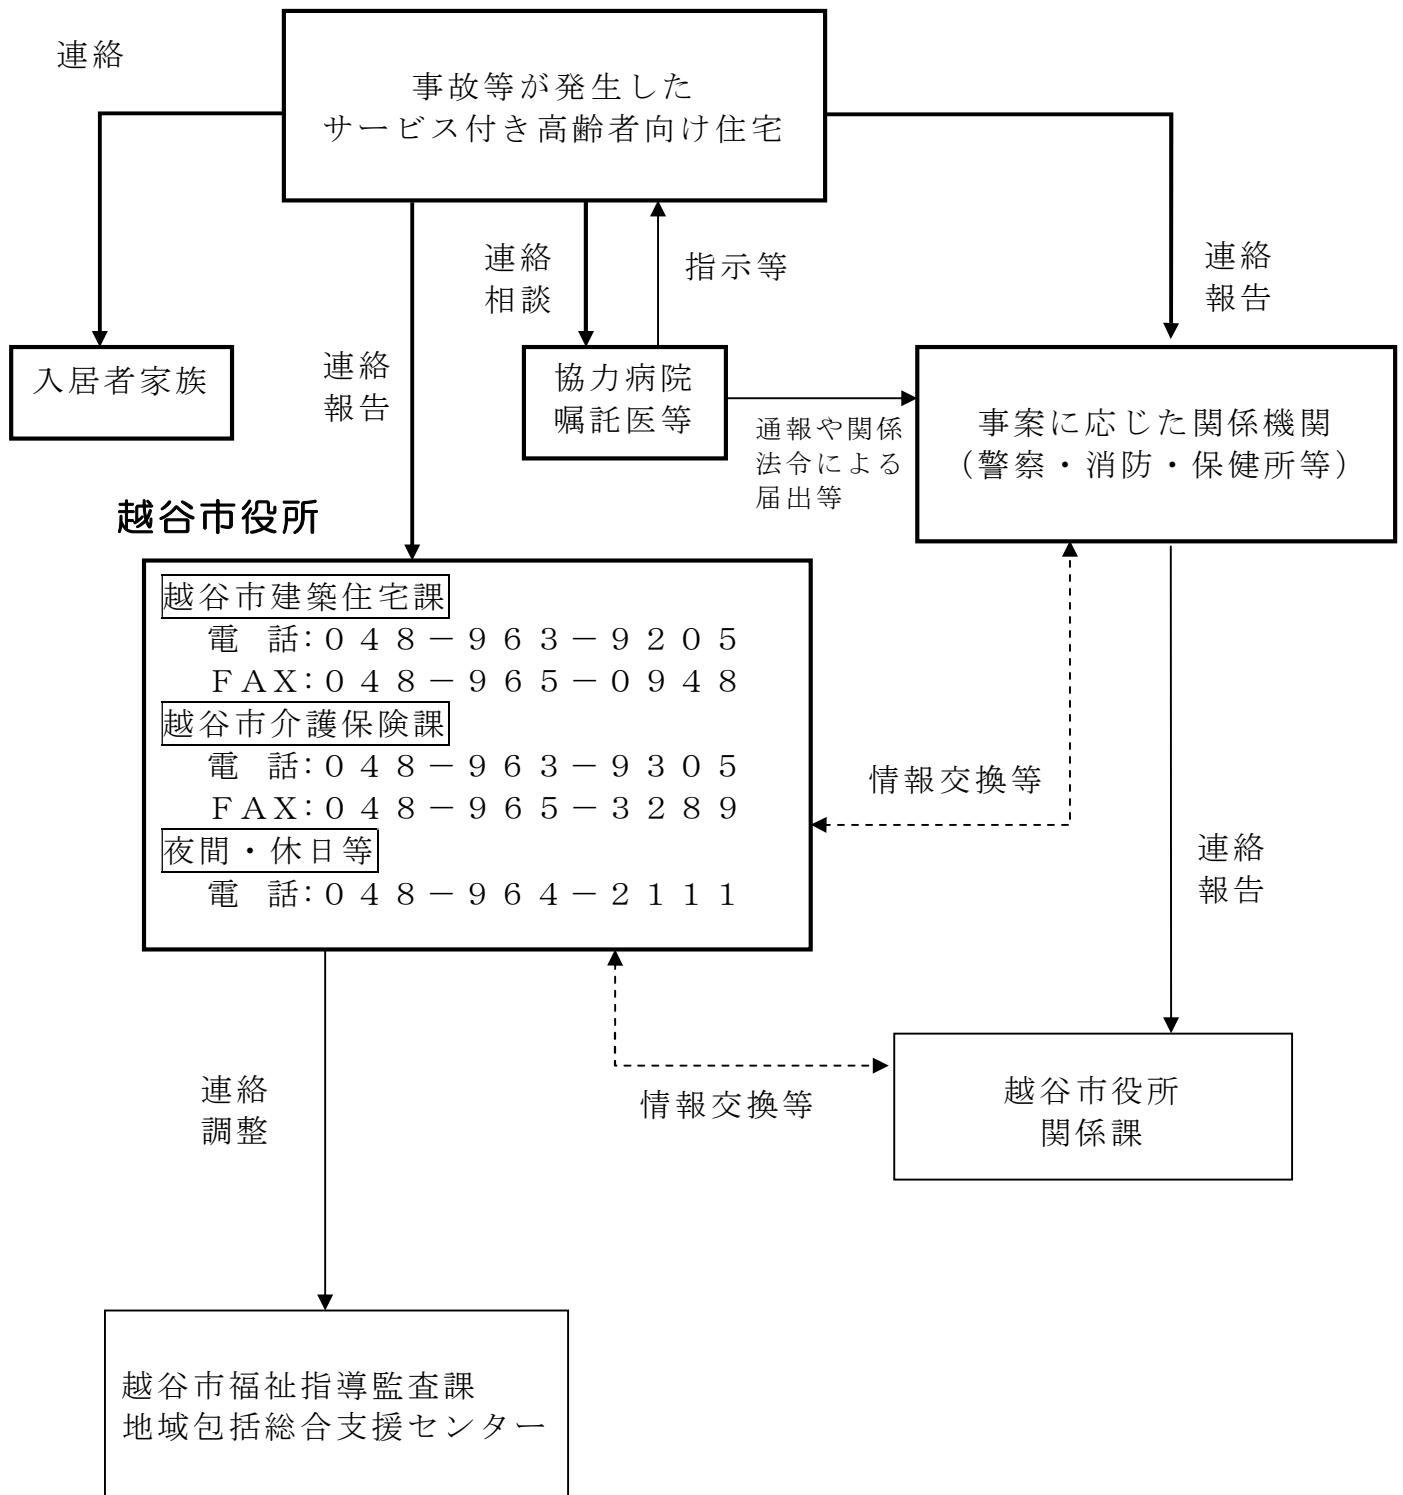 連絡
事故等が発生した
サービス付き高齢者向け住宅
連絡
相談
指示等
連絡
報告
入居者家族
連絡
報告
協力病院
嘱託医等
通報や関係
法令による
届出等
事案に応じた関係機関
（警察・消防・保健所等）
越谷市役所
越谷市建築住宅課
電　話：０４８－９６３－９２０５
ＦＡＸ：０４８－９６５－０９４８
越谷市介護保険課
電　話：０４８－９６３－９３０５
ＦＡＸ：０４８－９６５－３２８９
夜間・休日等
電　話：０４８－９６４－２１１１
情報交換等
連絡
報告
連絡
調整
情報交換等
越谷市役所
関係課
越谷市福祉指導監査課
地域包括総合支援センター